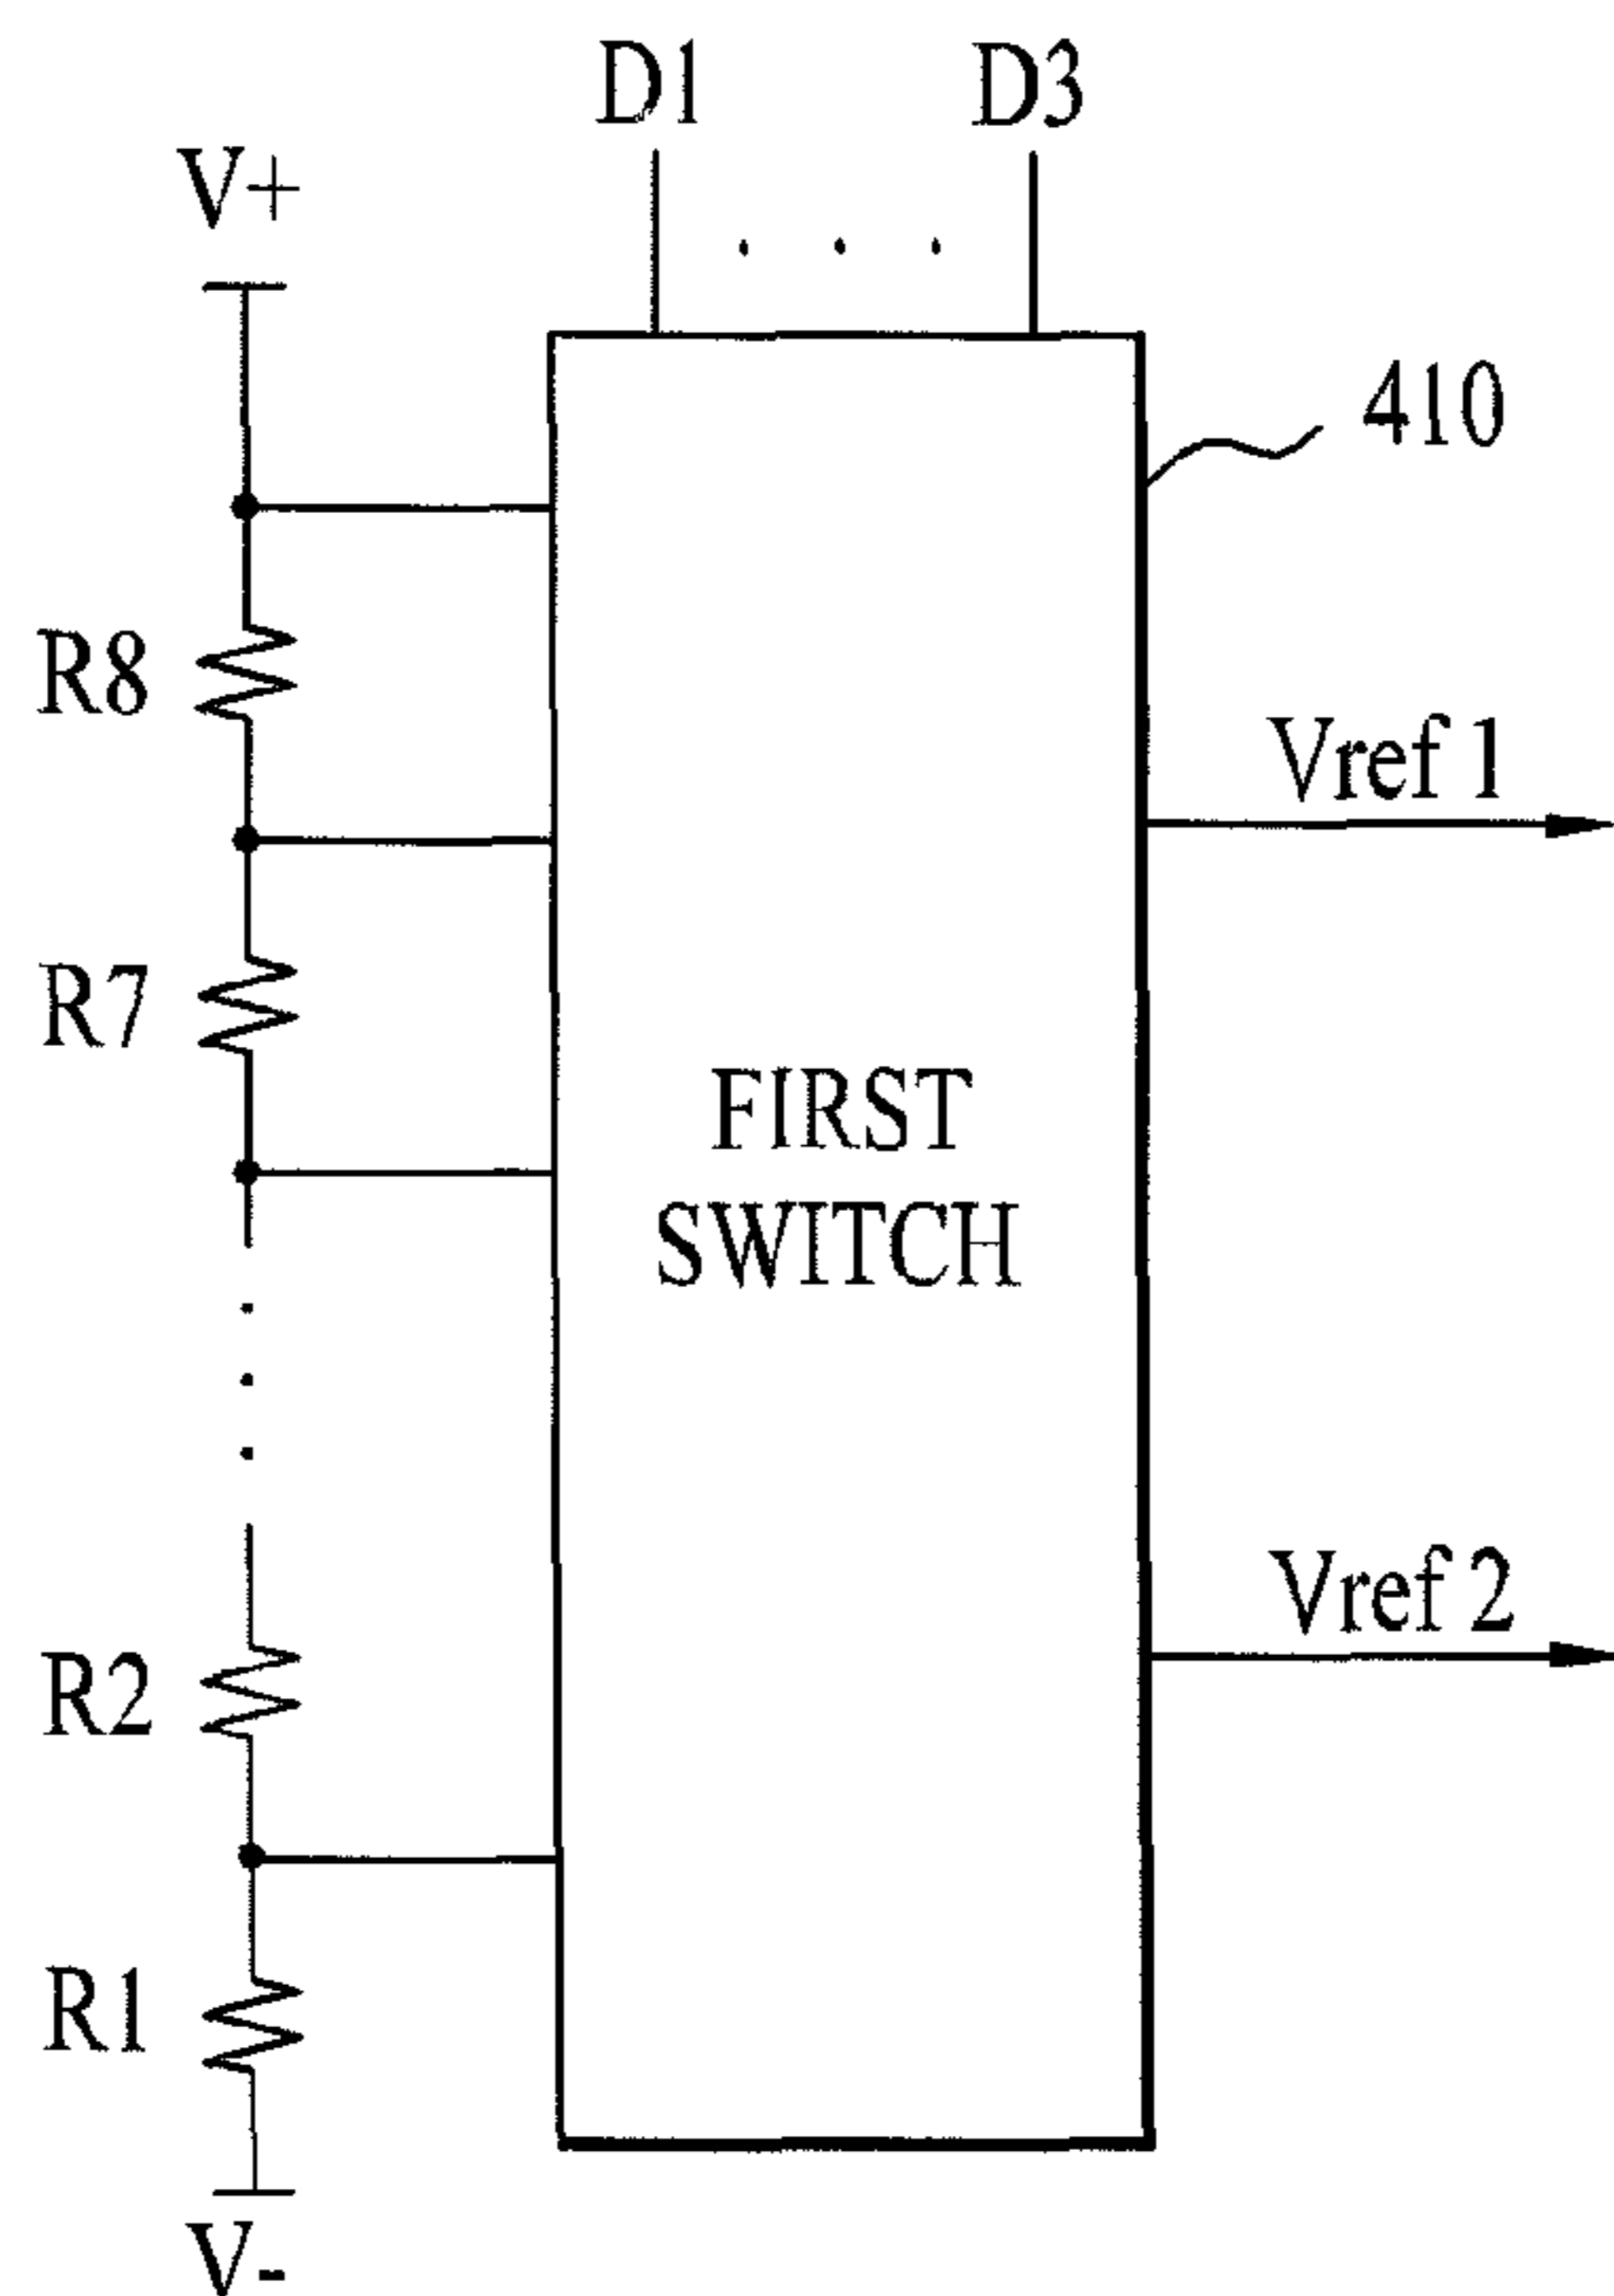 D1
D3
V+
410
R8
Vref 1
R7
FIRST
SWITCH
Vref 2
R2
R1
V-